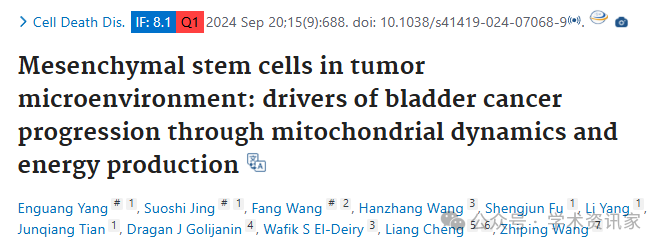 Cell Death Dis. IF: 8.1 Q1 2024 Sep 20;15(9):688. doi: 10.1038/s41419-024-07068-9.
Mesenchymal stem cells in tumor
microenvironment: drivers of bladder cancer
progression through mitochondrial dynamics and
energy production
Enguang Yang # 1, Suoshi Jing # 1, Fang Wang # 2, Hanzhang Wang 3, Shengjun Fu 1, Li Yang 1,
Junqiang Tian 1, Dragan J Golijanin 4, Wafik S El-Deiry 3, Liang Cheng 5 6, Zhiping Wang 7
公众号·学术资讯家